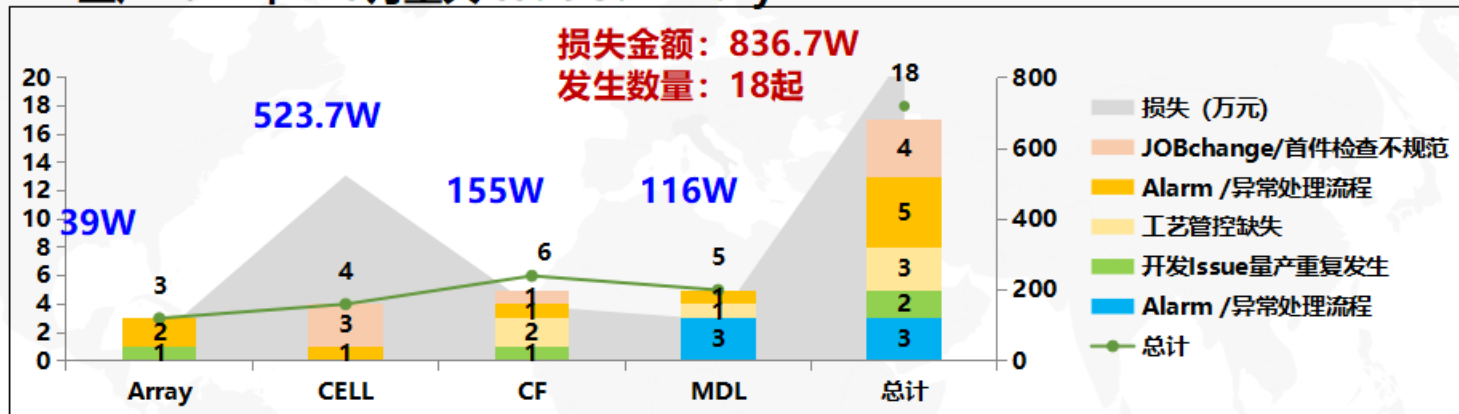 损失金额：836.7W
发生数量：18起
20
18
16
14
12
10
8
6
4
2
0
800
600
400
200
0
39W
523.7W
155W
116W
3
4
6
5
18
2
1
3
1
1
1
2
1
1
1
3
4
5
3
2
3
Array
CELL
CF
MDL
总计
损失（万元)
JOBchange/首件检查不规范
Alarm /异常处理流程
工艺管控缺失
开发Issue量产重复发生
Alarm /异常处理流程
总计